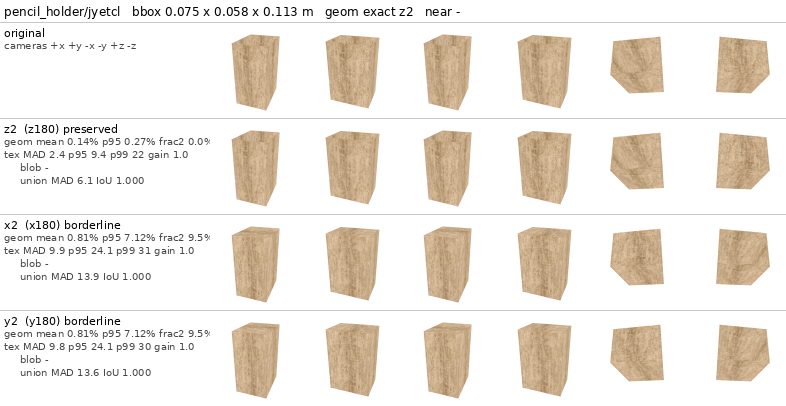 pencil_holder/jyetcl   bbox 0.075 x 0.058 x 0.113 m   geom exact z2   near -
original
cameras +x +y -x -y +z -z
z2  (z180) preserved
geom mean 0.14% p95 0.27% frac2 0.0%
tex MAD 2.4 p95 9.4 p99 22 gain 1.0
blob -
union MAD 6.1 IoU 1.000
x2  (x180) borderline
geom mean 0.81% p95 7.12% frac2 9.5%
tex MAD 9.9 p95 24.1 p99 31 gain 1.0
blob -
union MAD 13.9 IoU 1.000
y2  (y180) borderline
geom mean 0.81% p95 7.12% frac2 9.5%
tex MAD 9.8 p95 24.1 p99 30 gain 1.0
blob -
union MAD 13.6 IoU 1.000